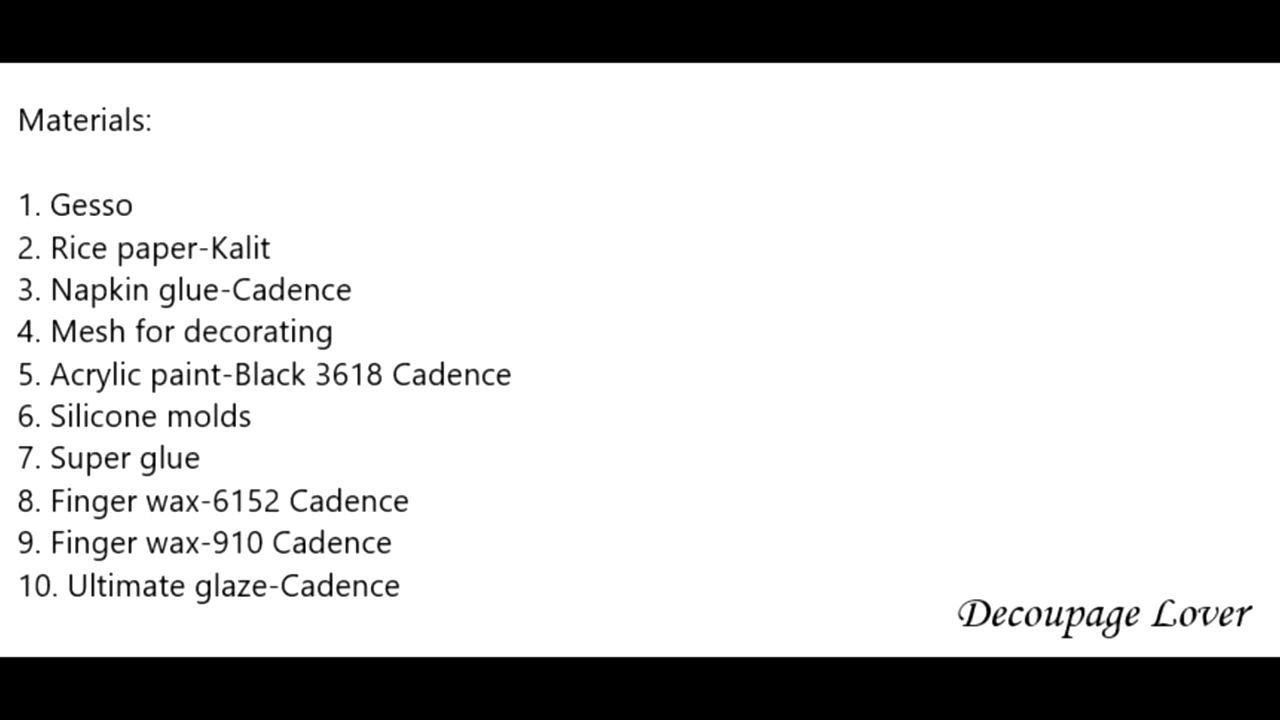 Materials:
1. Gesso
2. Rice paper-Kalit
3. Napkin glue-Cadence
4. Mesh for decorating
5. Acrylic paint-Black 3618 Cadence
6. Silicone molds
7. Super glue
8. Finger wax-6152 Cadence
9. Finger wax-910 Cadence
10. Ultimate glaze-Cadence
Decoupage Lover